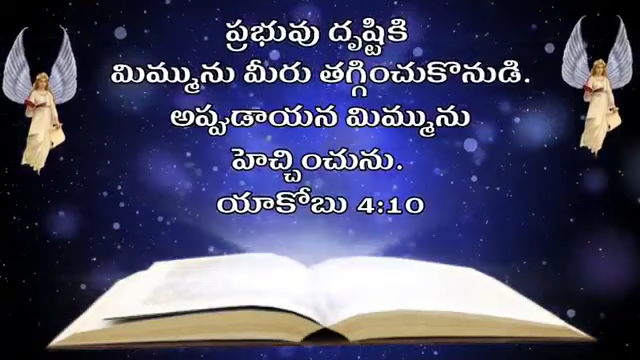 ప్రభువు దృష్టికి
మిమ్మును మీరు తగ్గించుకొనుడి.
అప్పుడాయన మిమ్మును
హెచ్చించును.
యాకోబు 4:10